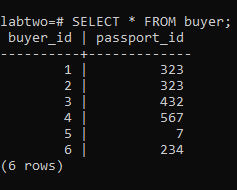 labtwo=# SELECT * FROM buyer;
 buyer_id | passport_id
----------+-------------
        1 |         323
        2 |         323
        3 |         432
        4 |         567
        5 |           7
        6 |         234
(6 rows)